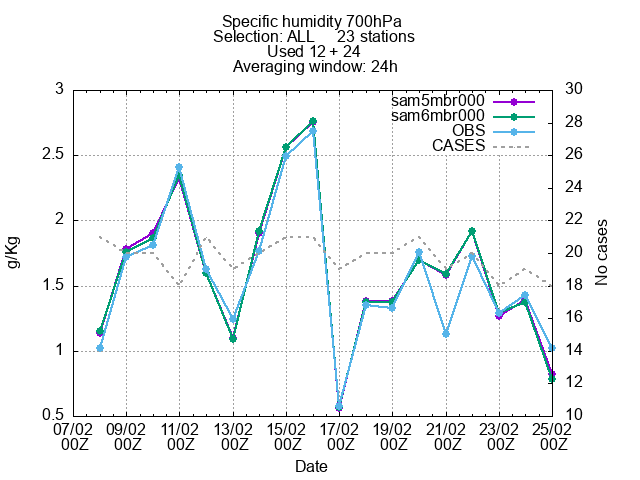 Specific humidity 700hPa
Selection: ALL 23 stations
Used 12 + 24
Averaging window: 24h
3
2.5
2
1.5
1
0.5
g/Kg
30
28
26
24
22
20
18
16
14
12
10
No cases
sam5mbr000
sam6mbr000
OBS
CASES
07/02 09/02 11/02 13/02 15/02 17/02 19/02 21/02 23/02 25/02
00Z 00Z 00Z 00Z 00Z 00Z 00Z 00Z 00Z 00Z
Date